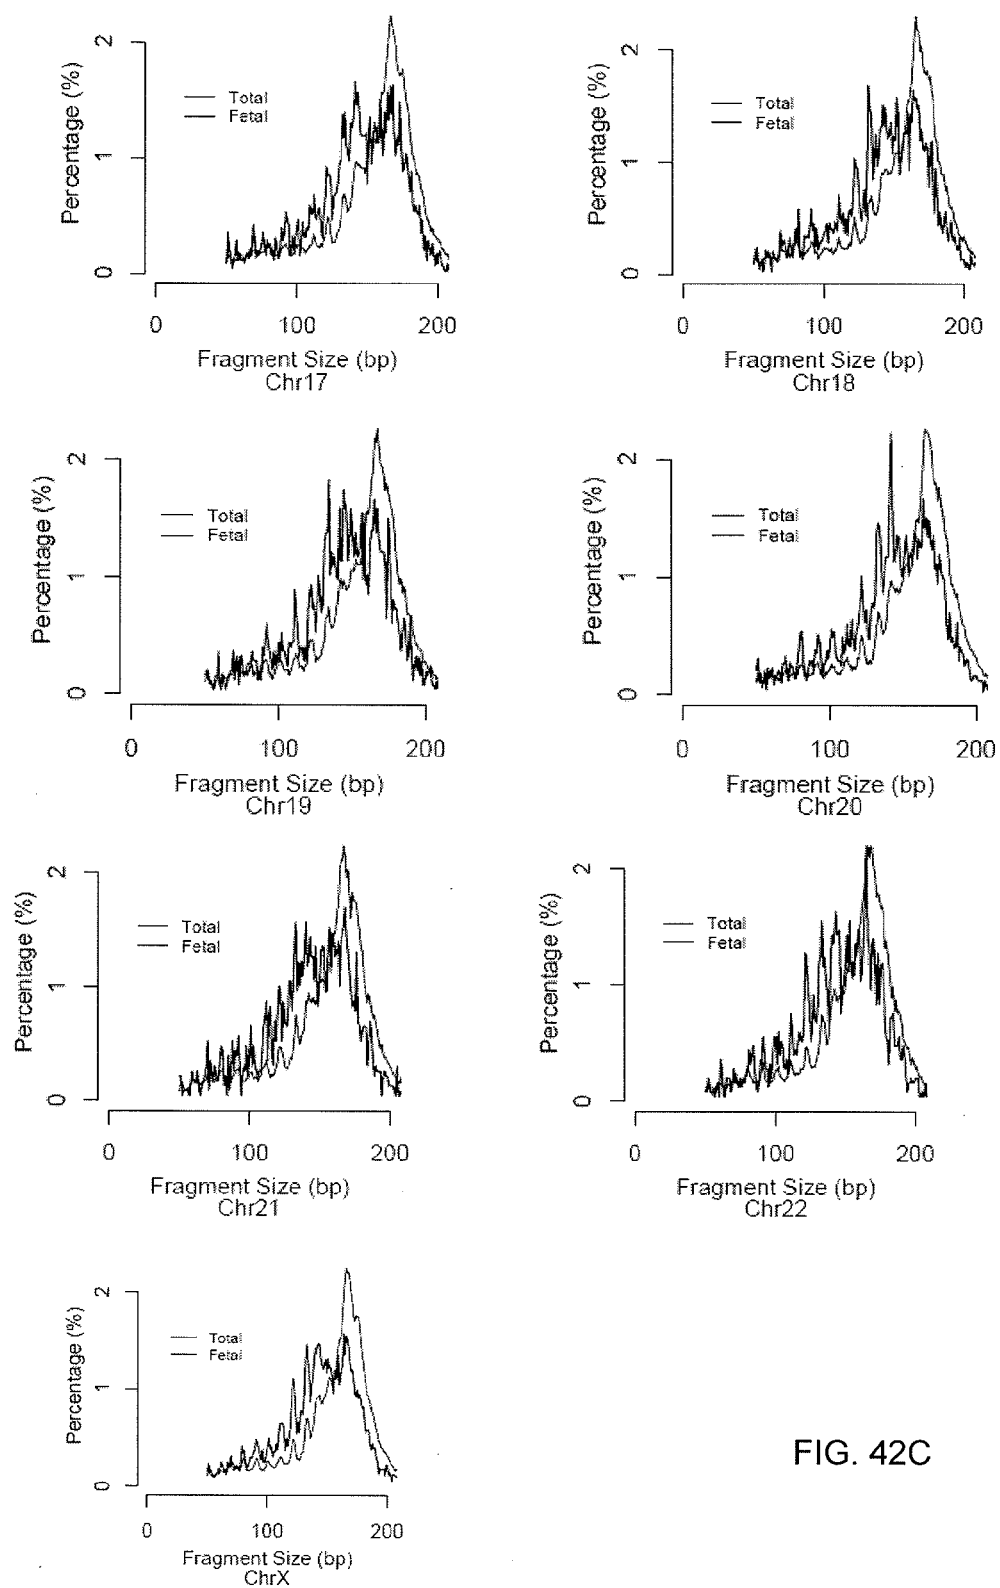 Percentage (%)
2
1
0
Total
Fetal
0 100 200
Fragment Size (bp)
Chr17
Percentage (%)
2
1
0
Total
Fetal
0 100 200
Fragment Size (bp)
Chr18
Percentage (%)
2
1
0
Total
Fetal
0 100 200
Fragment Size (bp)
Chr19
Percentage (%)
2
1
0
Total
Fetal
0 100 200
Fragment Size (bp)
Chr20
Percentage (%)
2
1
0
Total
Fetal
0 100 200
Fragment Size (bp)
Chr21
Percentage (%)
2
1
0
Total
Fetal
0 100 200
Fragment Size (bp)
Chr22
Percentage (%)
2
1
0
Total
Fetal
0 100 200
Fragment Size (bp)
ChrX
FIG. 42C